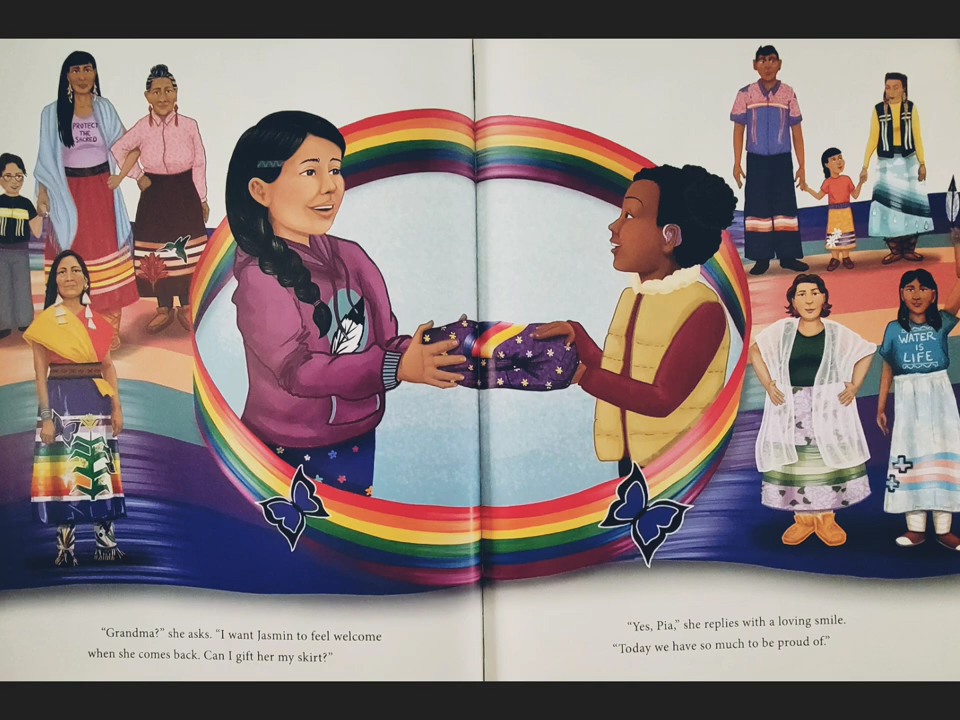 PROTECT
THE
SACRED
WATER
IS
LIFE
“Grandma?” she asks. “I want Jasmin to feel welcome
when she comes back. Can I gift her my skirt?”
“Yes, Pia,” she replies with a loving smile.
“Today we have so much to be proud of.”